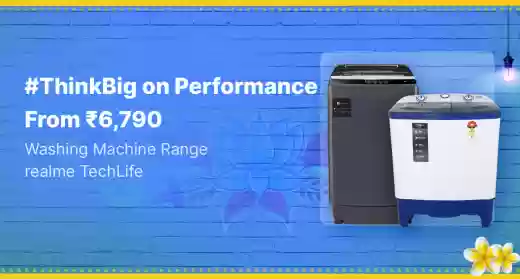 #ThinkBig on Performance
From ₹6,790
Washing Machine Range
realme TechLife